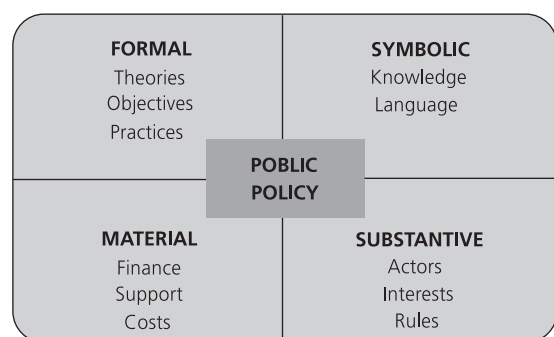 FORMAL
Theories
Objectives
Practices
SYMBOLIC
Knowledge
Language
POBLIC
POLICY
MATERIAL
Finance
Support
Costs
SUBSTANTIVE
Actors
Interests
Rules